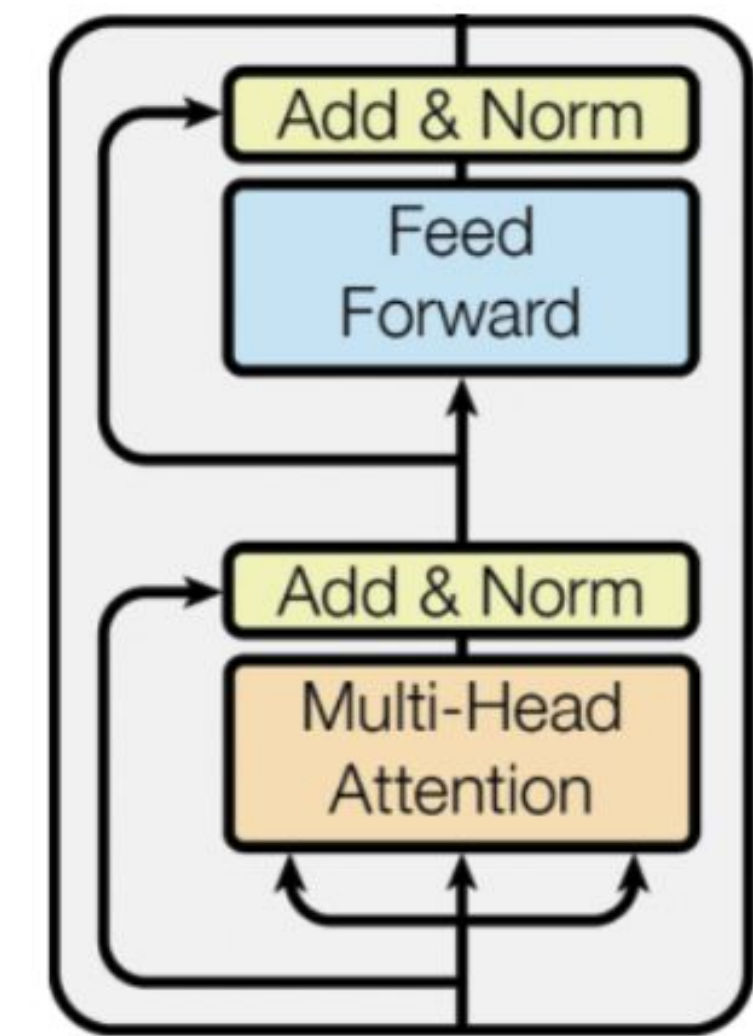 Add & Norm
Feed
Forward
Add & Norm
Multi-Head
Attention